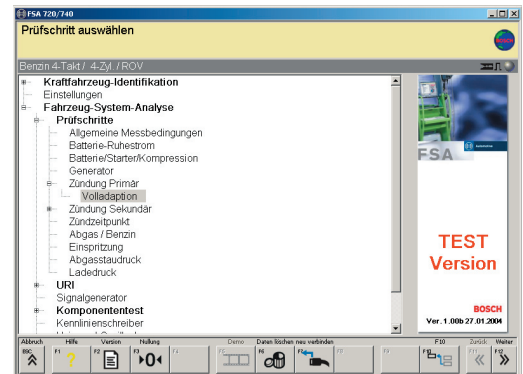 FSA 720/740
Prüfschritt auswählen
BOSCH
Benzin 4-Takt / 4-Zyl. / ROV
Kraftfahrzeug-Identifikation
Einstellungen
Fahrzeug-System-Analyse
Prüfschritte
Allgemeine Messbedingungen
Batterie-Ruhestrom
Batterie/Starter/Kompression
Generator
Zündung Primär
Volladaption
Zündung Sekundär
Zündzeitpunkt
Abgas / Benzin
Einspritzung
Abgasstaudruck
Ladedruck
URI
Signalgenerator
Komponententest
Kennlinienschreiber
FSA
TEST
Version
BOSCH
Ver. 1.00b 27.01.2004
Abbruch Hilfe Version Nullung Demo Daten löschen neu verbinden F10 Zurück Weiter
ESC F1 F2 F3 F4 F5 F6 F7 F8 F9 F10 F11 F12